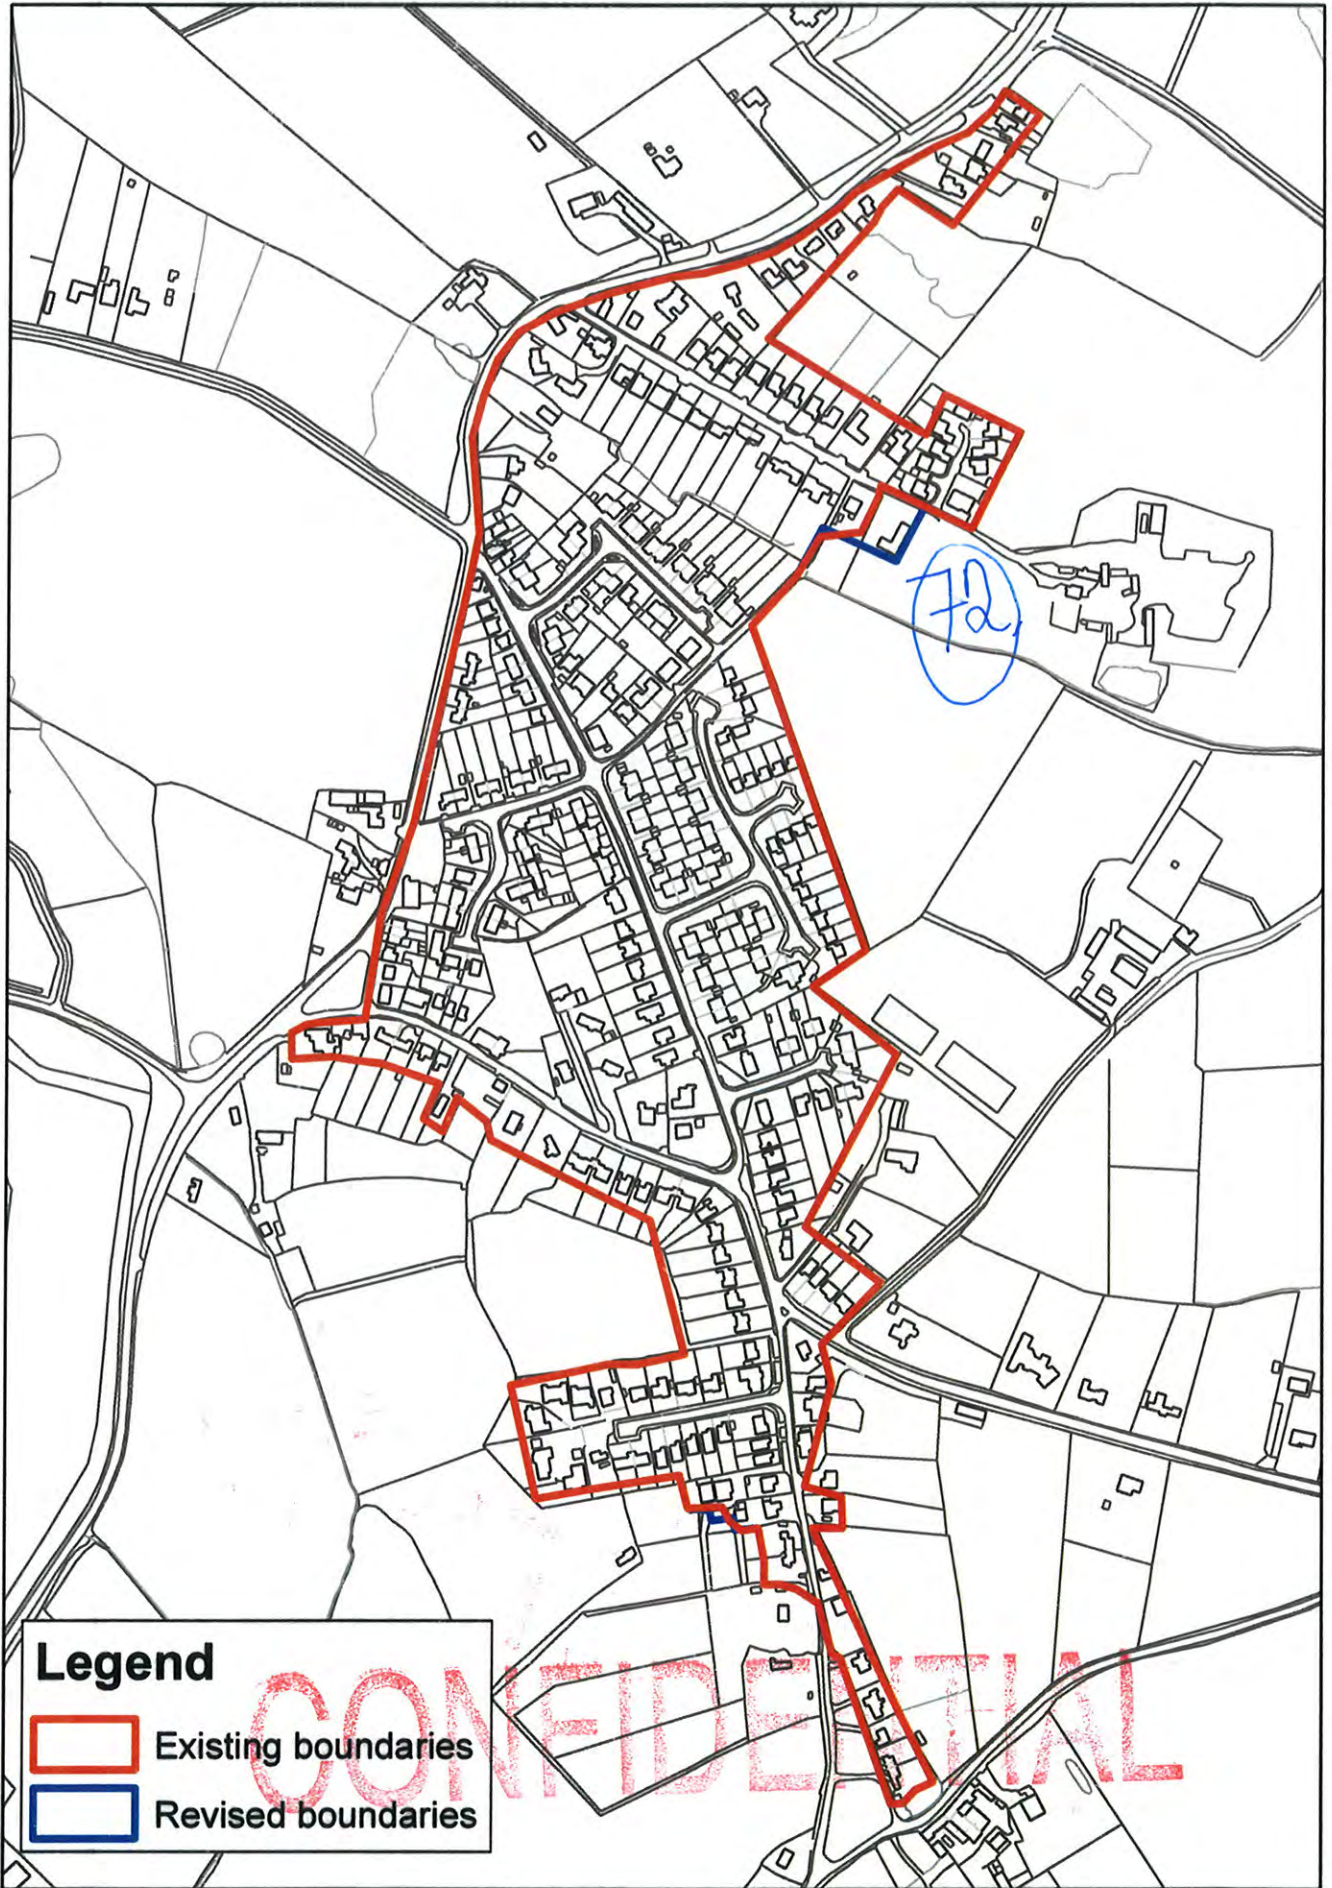 72,
Legend
CONFIDENTIAL
Existing boundaries
Revised boundaries